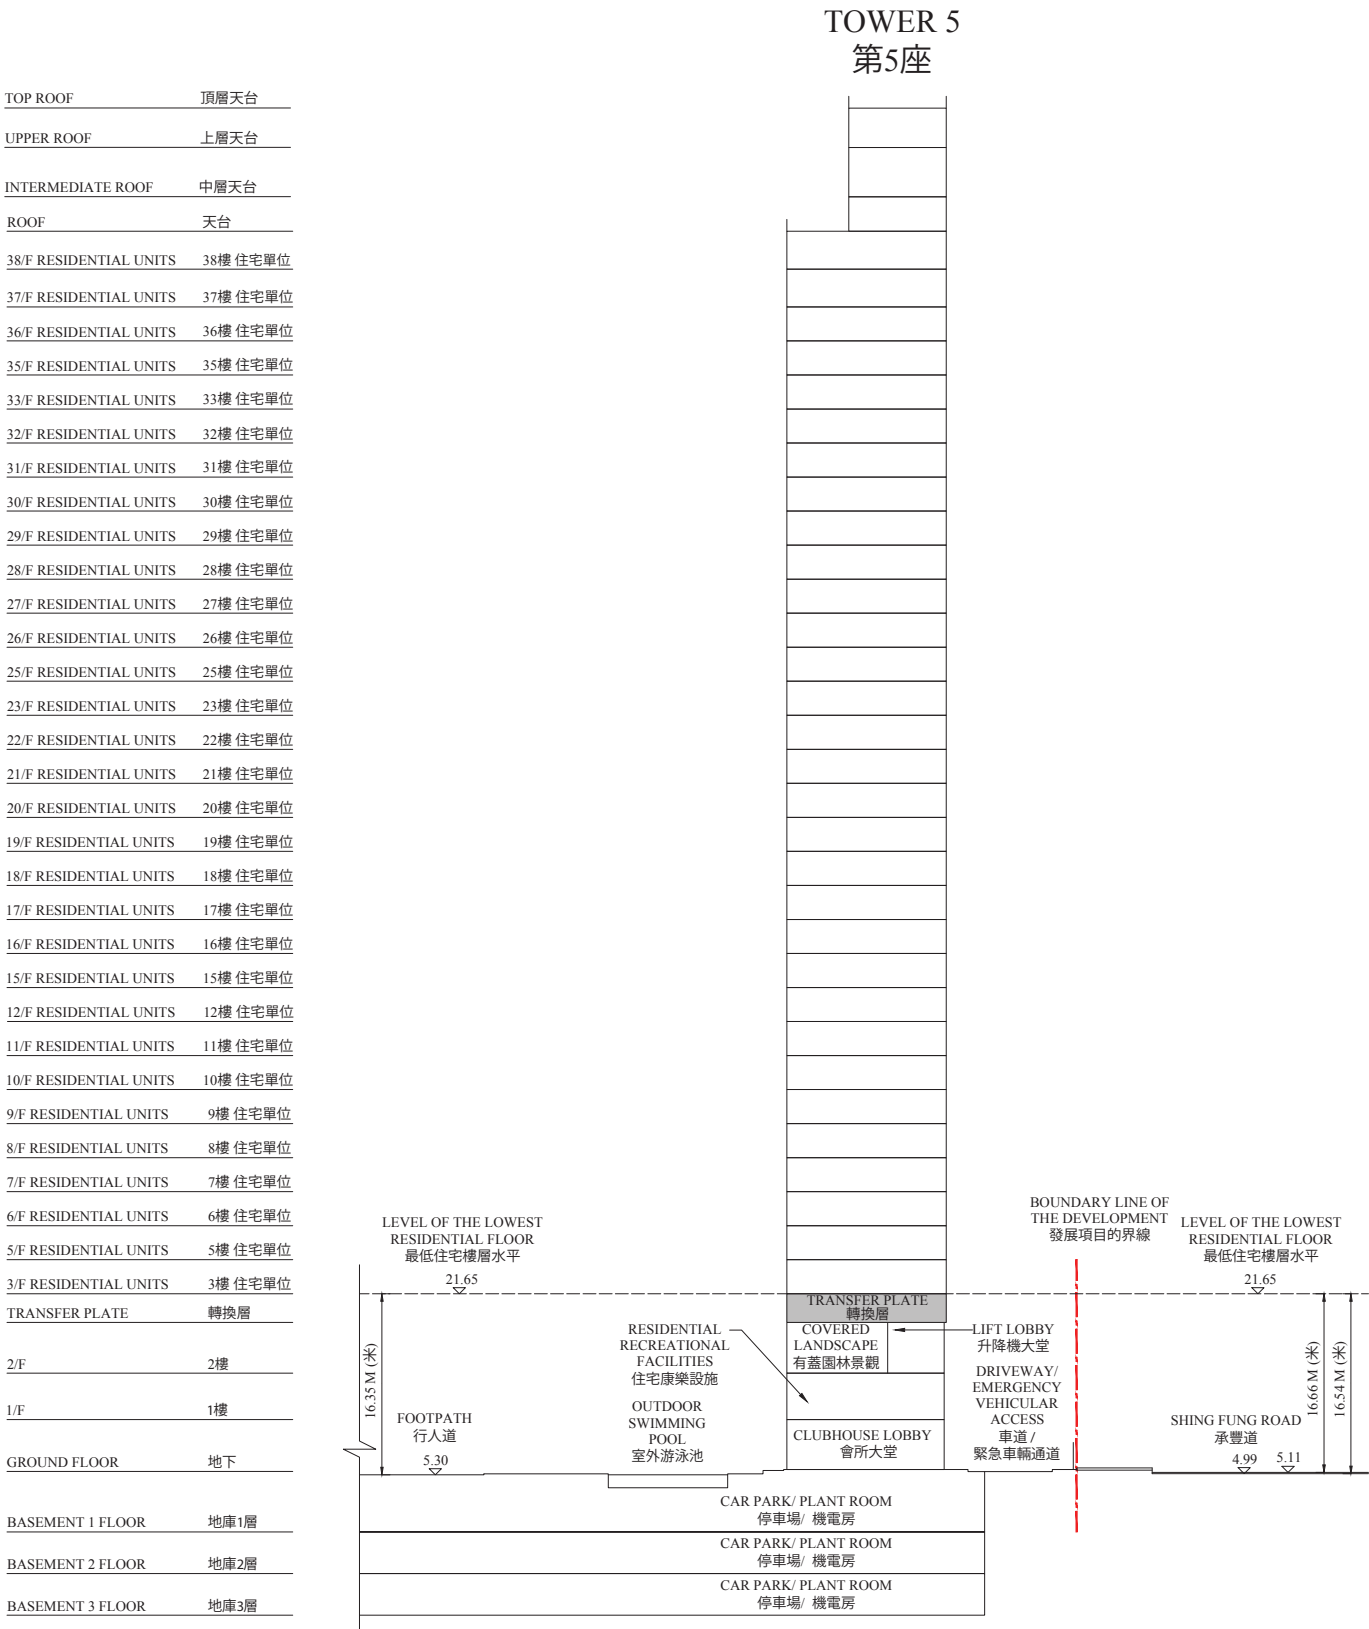 TOWER 5
第5座
TOP ROOF 頂層天台
UPPER ROOF 上層天台
INTERMEDIATE ROOF 中層天台
ROOF 天台
38/F RESIDENTIAL UNITS 38樓 住宅單位
37/F RESIDENTIAL UNITS 37樓 住宅單位
36/F RESIDENTIAL UNITS 36樓 住宅單位
35/F RESIDENTIAL UNITS 35樓 住宅單位
33/F RESIDENTIAL UNITS 33樓 住宅單位
32/F RESIDENTIAL UNITS 32樓 住宅單位
31/F RESIDENTIAL UNITS 31樓 住宅單位
30/F RESIDENTIAL UNITS 30樓 住宅單位
29/F RESIDENTIAL UNITS 29樓 住宅單位
28/F RESIDENTIAL UNITS 28樓 住宅單位
27/F RESIDENTIAL UNITS 27樓 住宅單位
26/F RESIDENTIAL UNITS 26樓 住宅單位
25/F RESIDENTIAL UNITS 25樓 住宅單位
23/F RESIDENTIAL UNITS 23樓 住宅單位
22/F RESIDENTIAL UNITS 22樓 住宅單位
21/F RESIDENTIAL UNITS 21樓 住宅單位
20/F RESIDENTIAL UNITS 20樓 住宅單位
19/F RESIDENTIAL UNITS 19樓 住宅單位
18/F RESIDENTIAL UNITS 18樓 住宅單位
17/F RESIDENTIAL UNITS 17樓 住宅單位
16/F RESIDENTIAL UNITS 16樓 住宅單位
15/F RESIDENTIAL UNITS 15樓 住宅單位
12/F RESIDENTIAL UNITS 12樓 住宅單位
11/F RESIDENTIAL UNITS 11樓 住宅單位
10/F RESIDENTIAL UNITS 10樓 住宅單位
9/F RESIDENTIAL UNITS 9樓 住宅單位
8/F RESIDENTIAL UNITS 8樓 住宅單位
7/F RESIDENTIAL UNITS 7樓 住宅單位
6/F RESIDENTIAL UNITS 6樓 住宅單位
5/F RESIDENTIAL UNITS 5樓 住宅單位
3/F RESIDENTIAL UNITS 3樓 住宅單位
TRANSFER PLATE 轉換層
2/F 2樓
1/F 1樓
GROUND FLOOR 地下
BASEMENT 1 FLOOR 地庫1層
BASEMENT 2 FLOOR 地庫2層
BASEMENT 3 FLOOR 地庫3層
LEVEL OF THE LOWEST
RESIDENTIAL FLOOR
最低住宅樓層水平
21.65
16.35 M (米)
FOOTPATH
行人道
5.30
RESIDENTIAL
RECREATIONAL
FACILITIES
住宅康樂設施
OUTDOOR
SWIMMING
POOL
室外游泳池
TRANSFER PLATE
轉換層
COVERED
LANDSCAPE
有蓋園林景觀
CLUBHOUSE LOBBY
會所大堂
LIFT LOBBY
升降機大堂
DRIVEWAY/
EMERGENCY
VEHICULAR
ACCESS
車道 /
緊急車輛通道
BOUNDARY LINE OF
THE DEVELOPMENT
發展項目的界線
LEVEL OF THE LOWEST
RESIDENTIAL FLOOR
最低住宅樓層水平
21.65
16.66 M (米)
16.54 M (米)
SHING FUNG ROAD
承豐道
4.99 5.11
CAR PARK/ PLANT ROOM
停車場/ 機電房
CAR PARK/ PLANT ROOM
停車場/ 機電房
CAR PARK/ PLANT ROOM
停車場/ 機電房